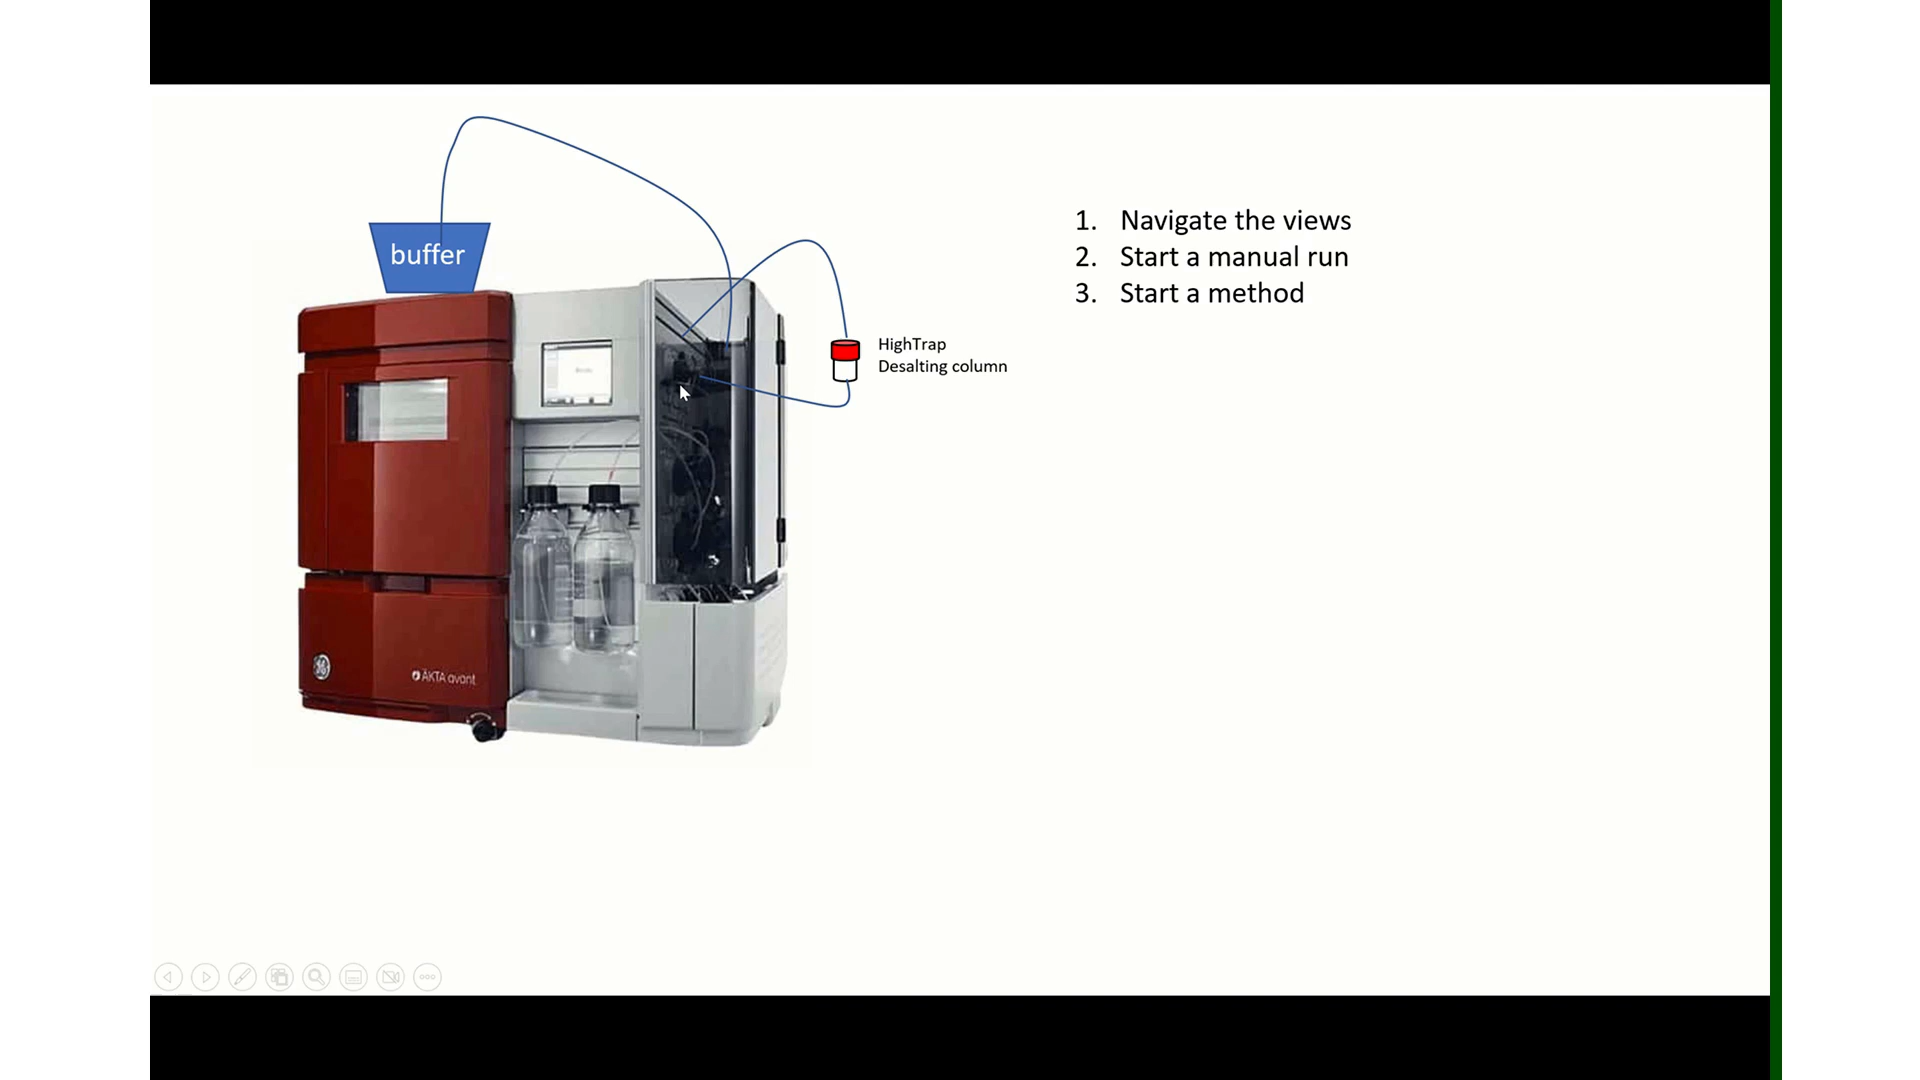 buffer
1. Navigate the views
2. Start a manual run
3. Start a method
HighTrap
Desalting column
ÄKTA avant